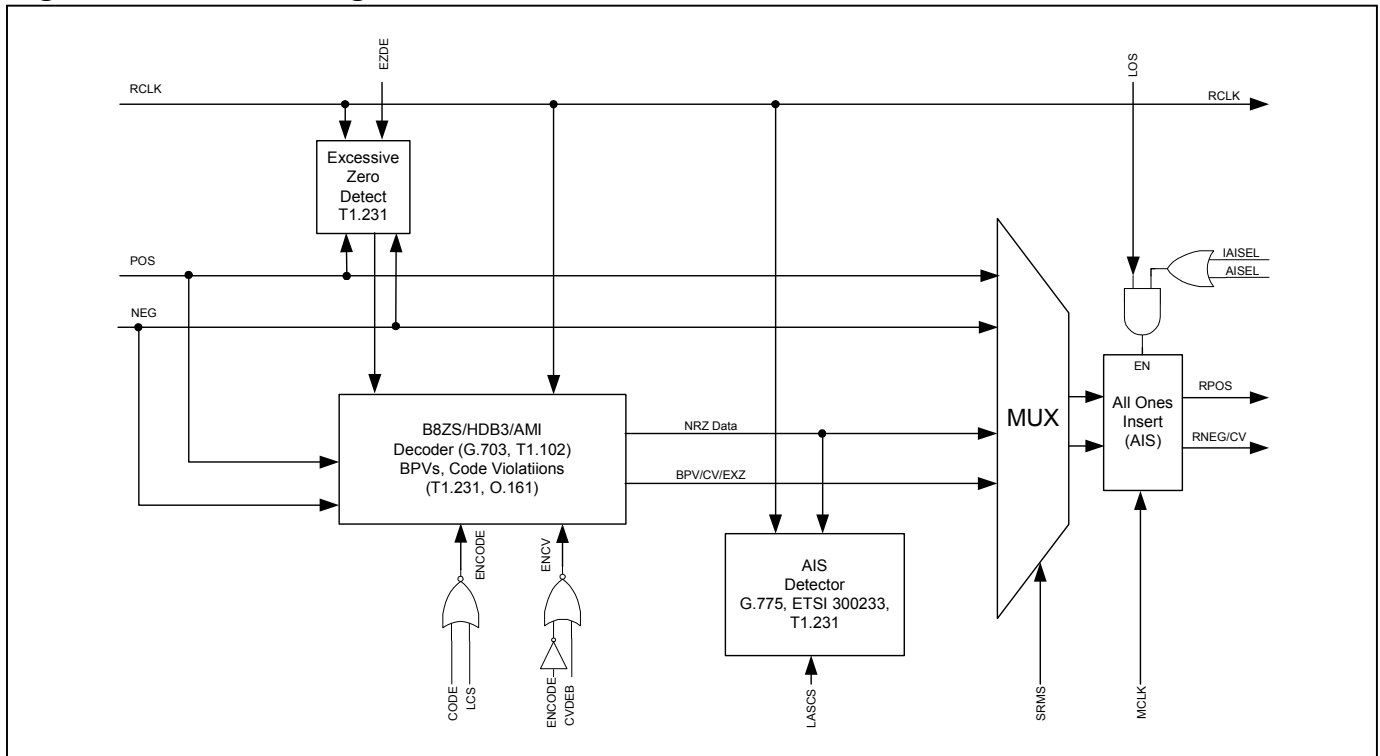 EZDE
LOS
RCLK
RCLK
Excessive
Zero
Detect
T1.231
IAISEL
AISEL
POS
NEG
EN
All Ones
Insert
(AIS)
RPOS
RNEG/CV
MUX
B8ZS/HDB3/AMI
Decoder (G.703, T1.102)
BPVs, Code Violatiions
(T1.231, O.161)
NRZ Data
BPV/CV/EXZ
ENCODE
ENCV
AIS
Detector
G.775, ETSI 300233,
T1.231
CODE
LCS
ENCODE
CVDEB
LASCS
SRMS
MCLK